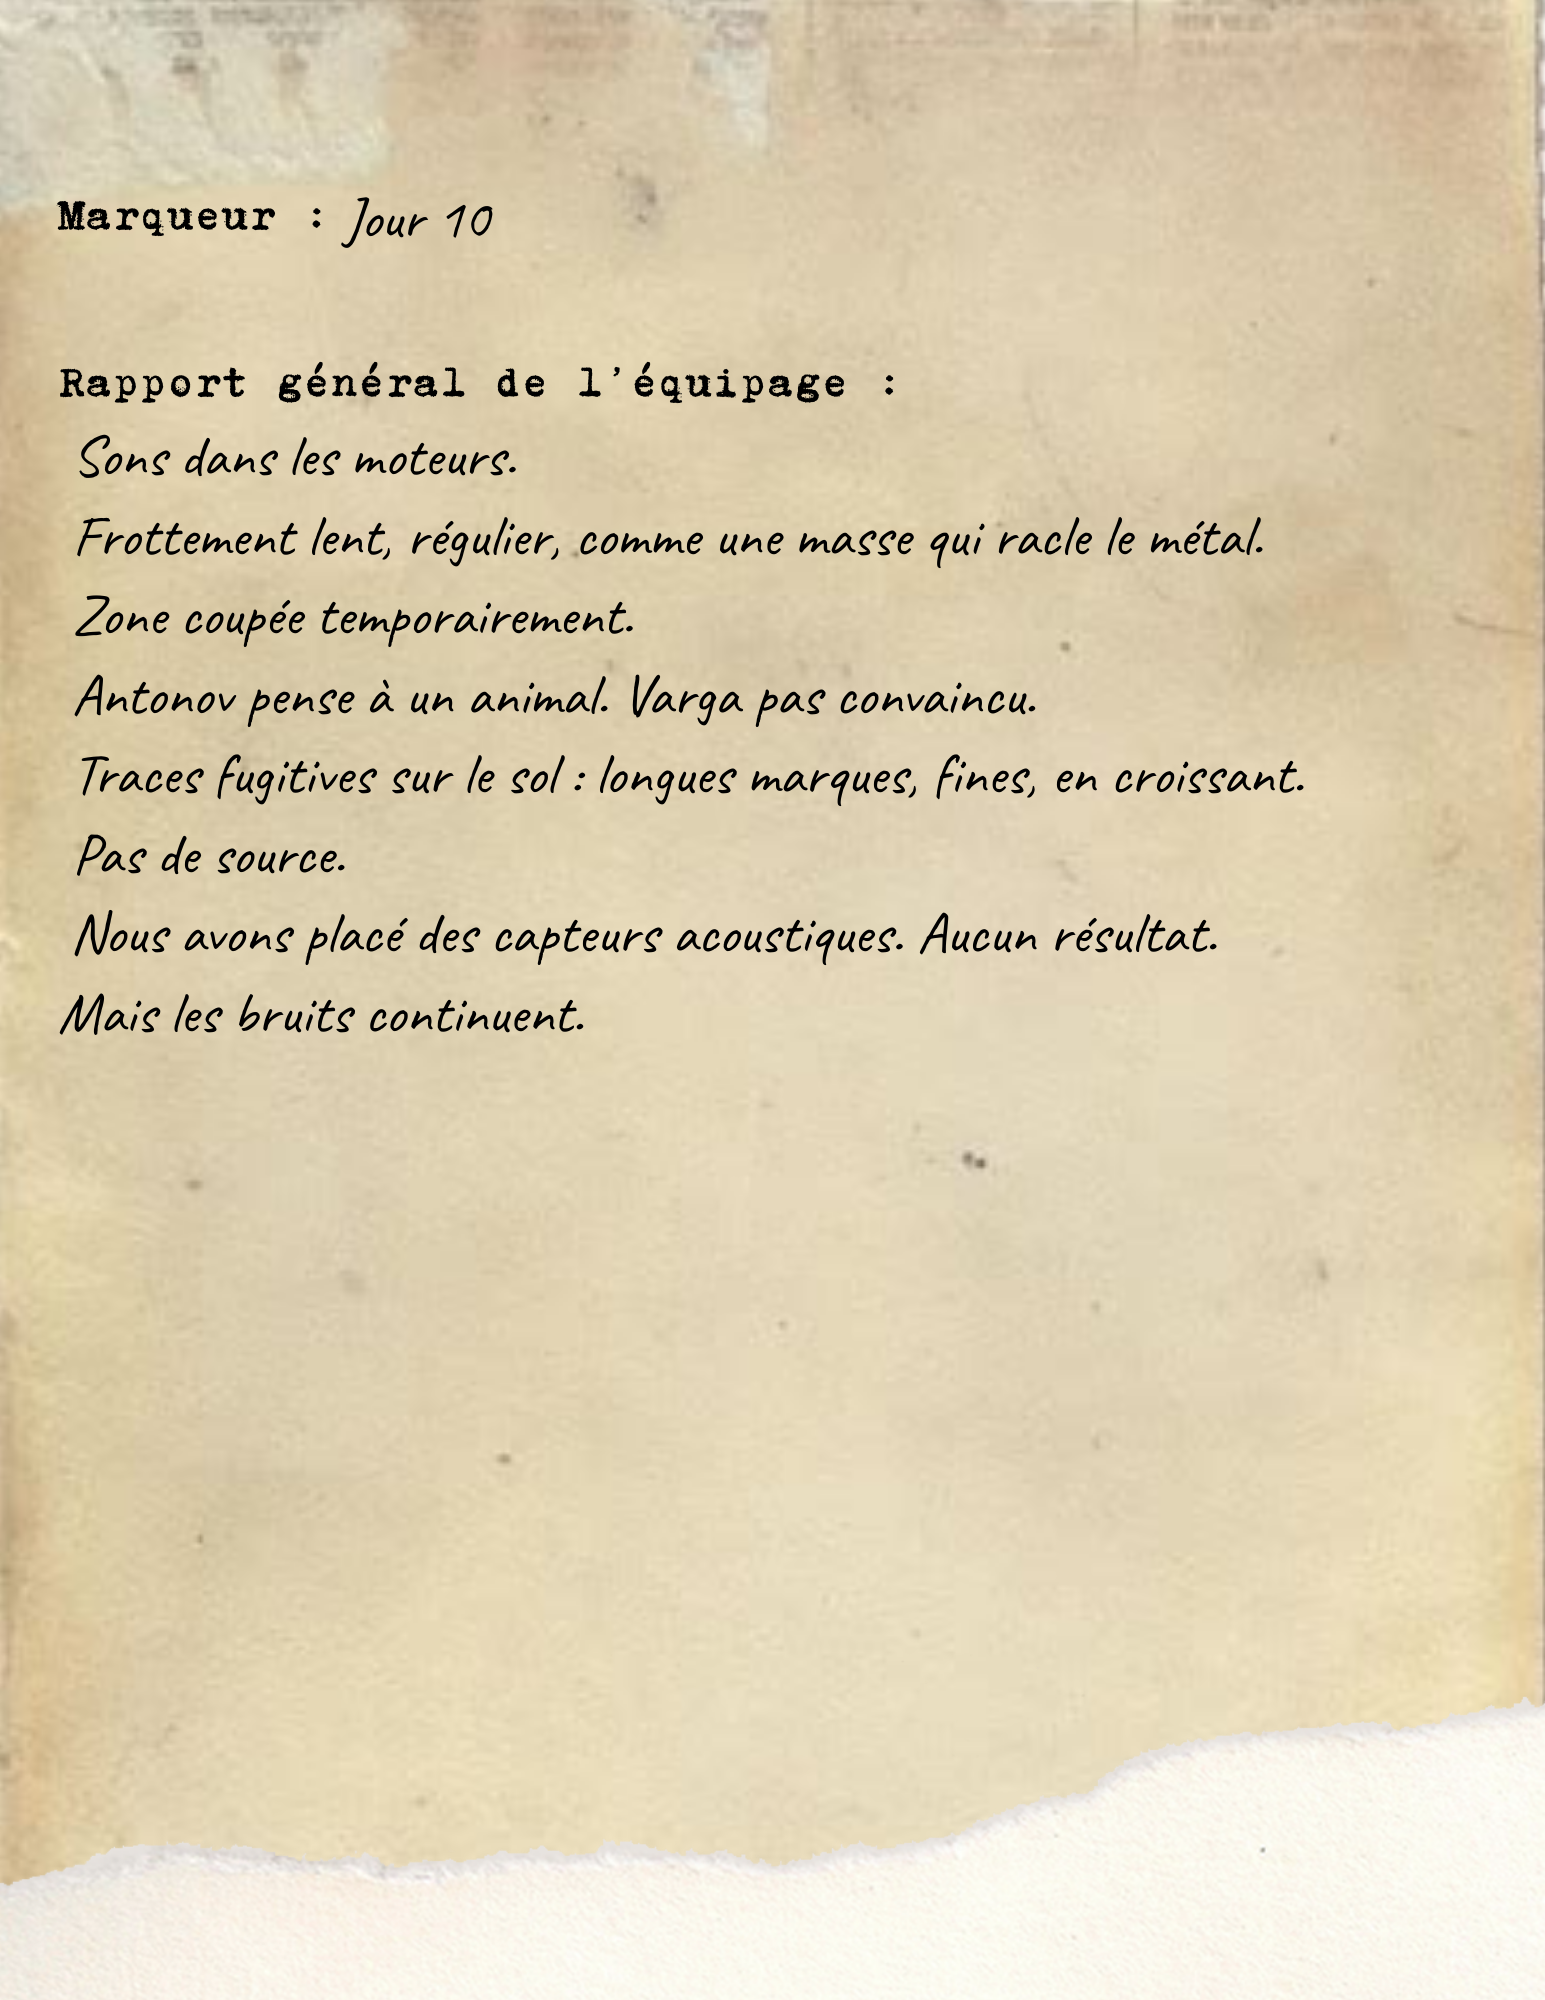 Marqueur : Jour 10
Rapport général de l'équipage :
Sons dans les moteurs.
Frottement lent, régulier, comme une masse qui racle le métal.
Zone coupée temporairement.
Antonov pense à un animal. Varga pas convaincu.
Traces fugitives sur le sol : longues marques, fines, en croissant.
Pas de source.
Nous avons placé des capteurs acoustiques. Aucun résultat.
Mais les bruits continuent.